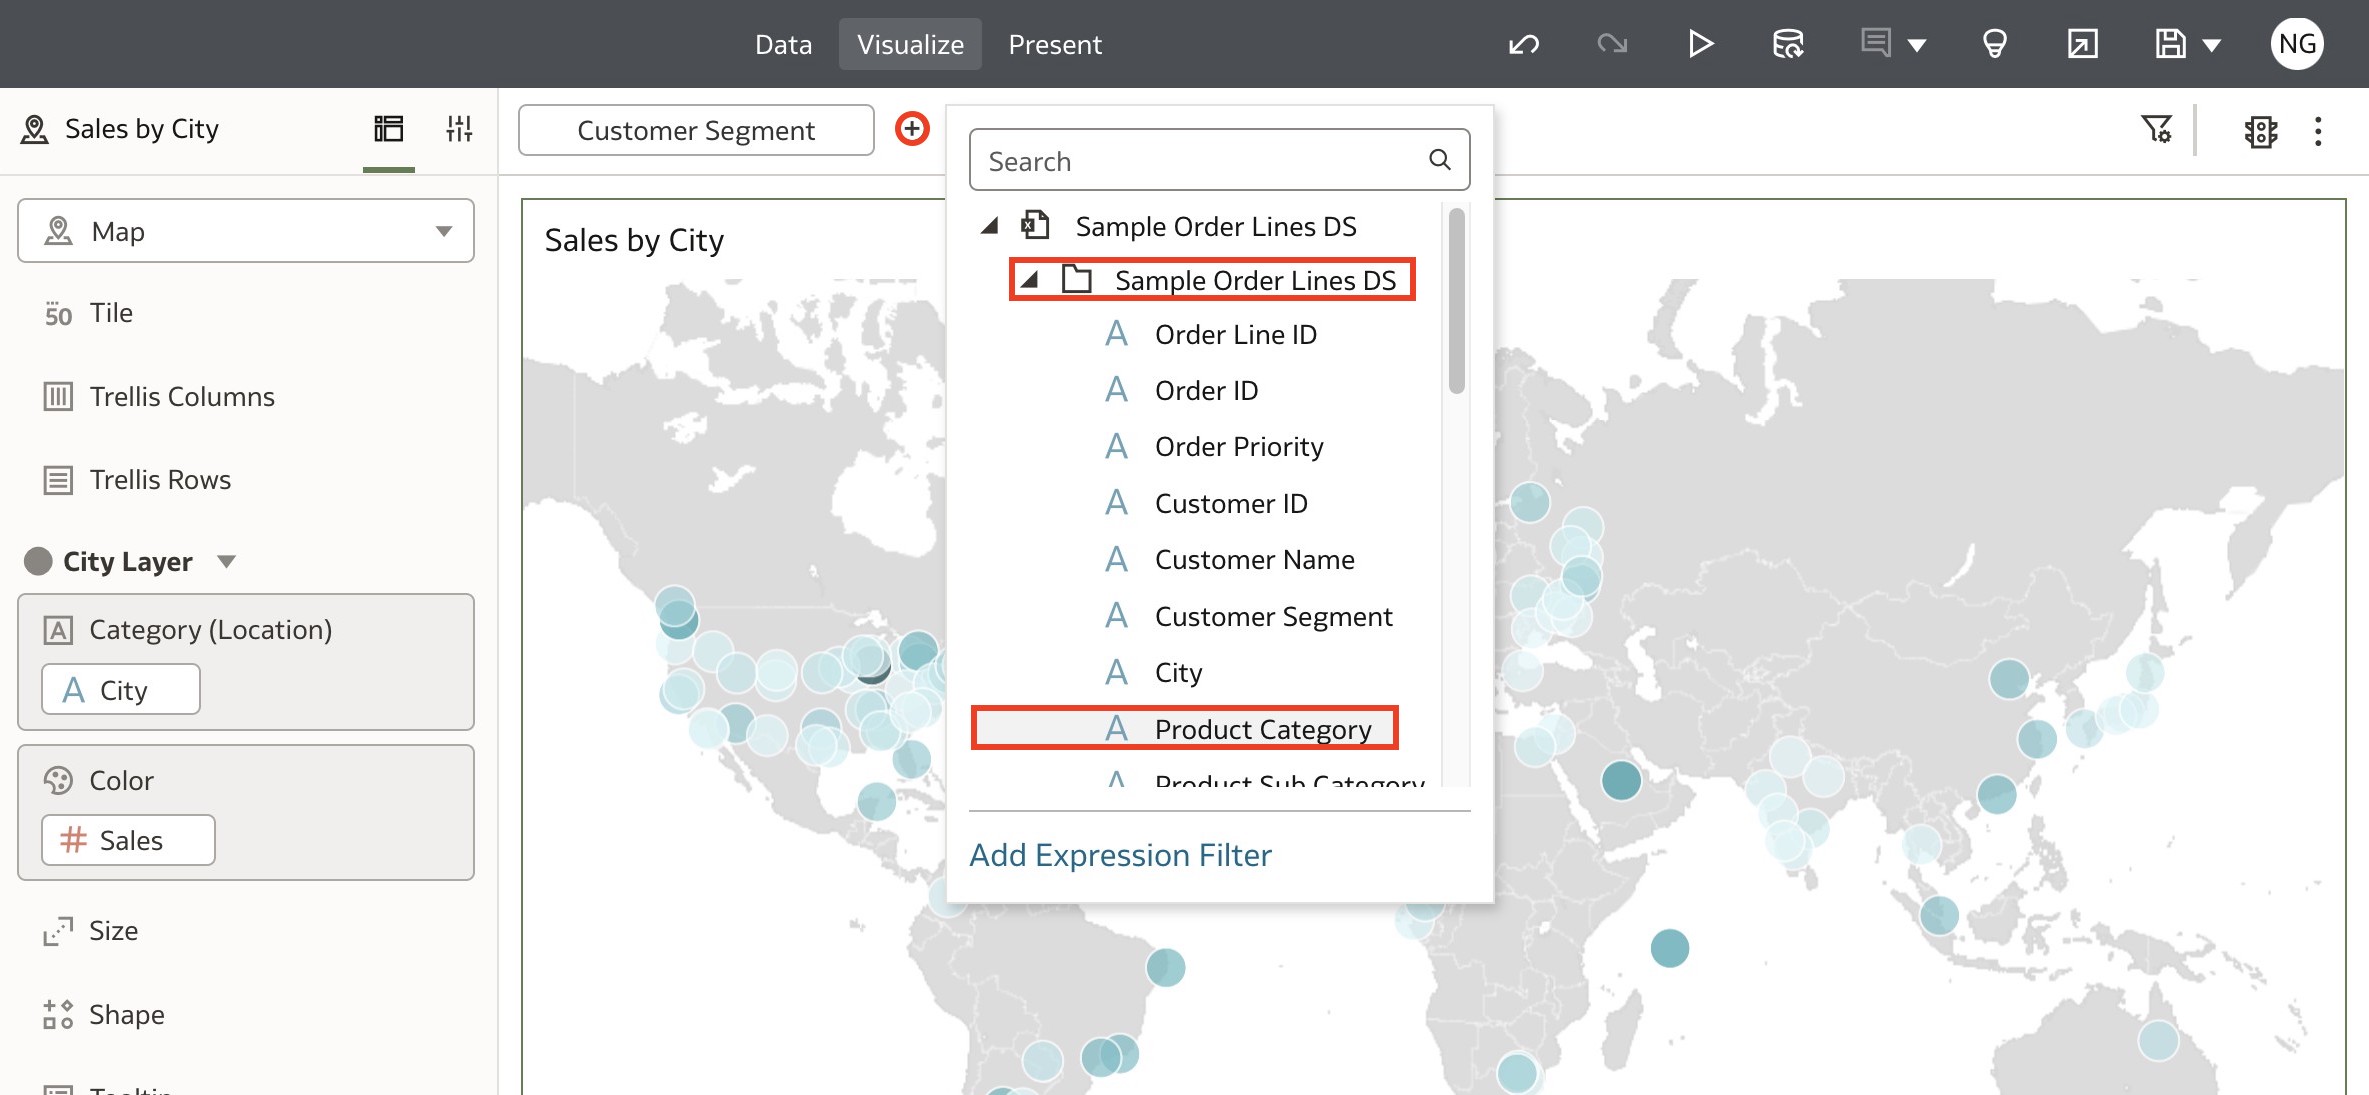 Data
Visualize
Present
NG
Sales by City
Customer Segment
Search
Map
Sample Order Lines DS
Sales by City
Sample Order Lines DS
50 Tile
Order Line ID
Trellis Columns
Order ID
Order Priority
Trellis Rows
Customer ID
City Layer
Customer Name
Category (Location)
Customer Segment
A City
City
Product Category
Color
Product Sub Category
# Sales
Add Expression Filter
Size
Shape
Tooltip